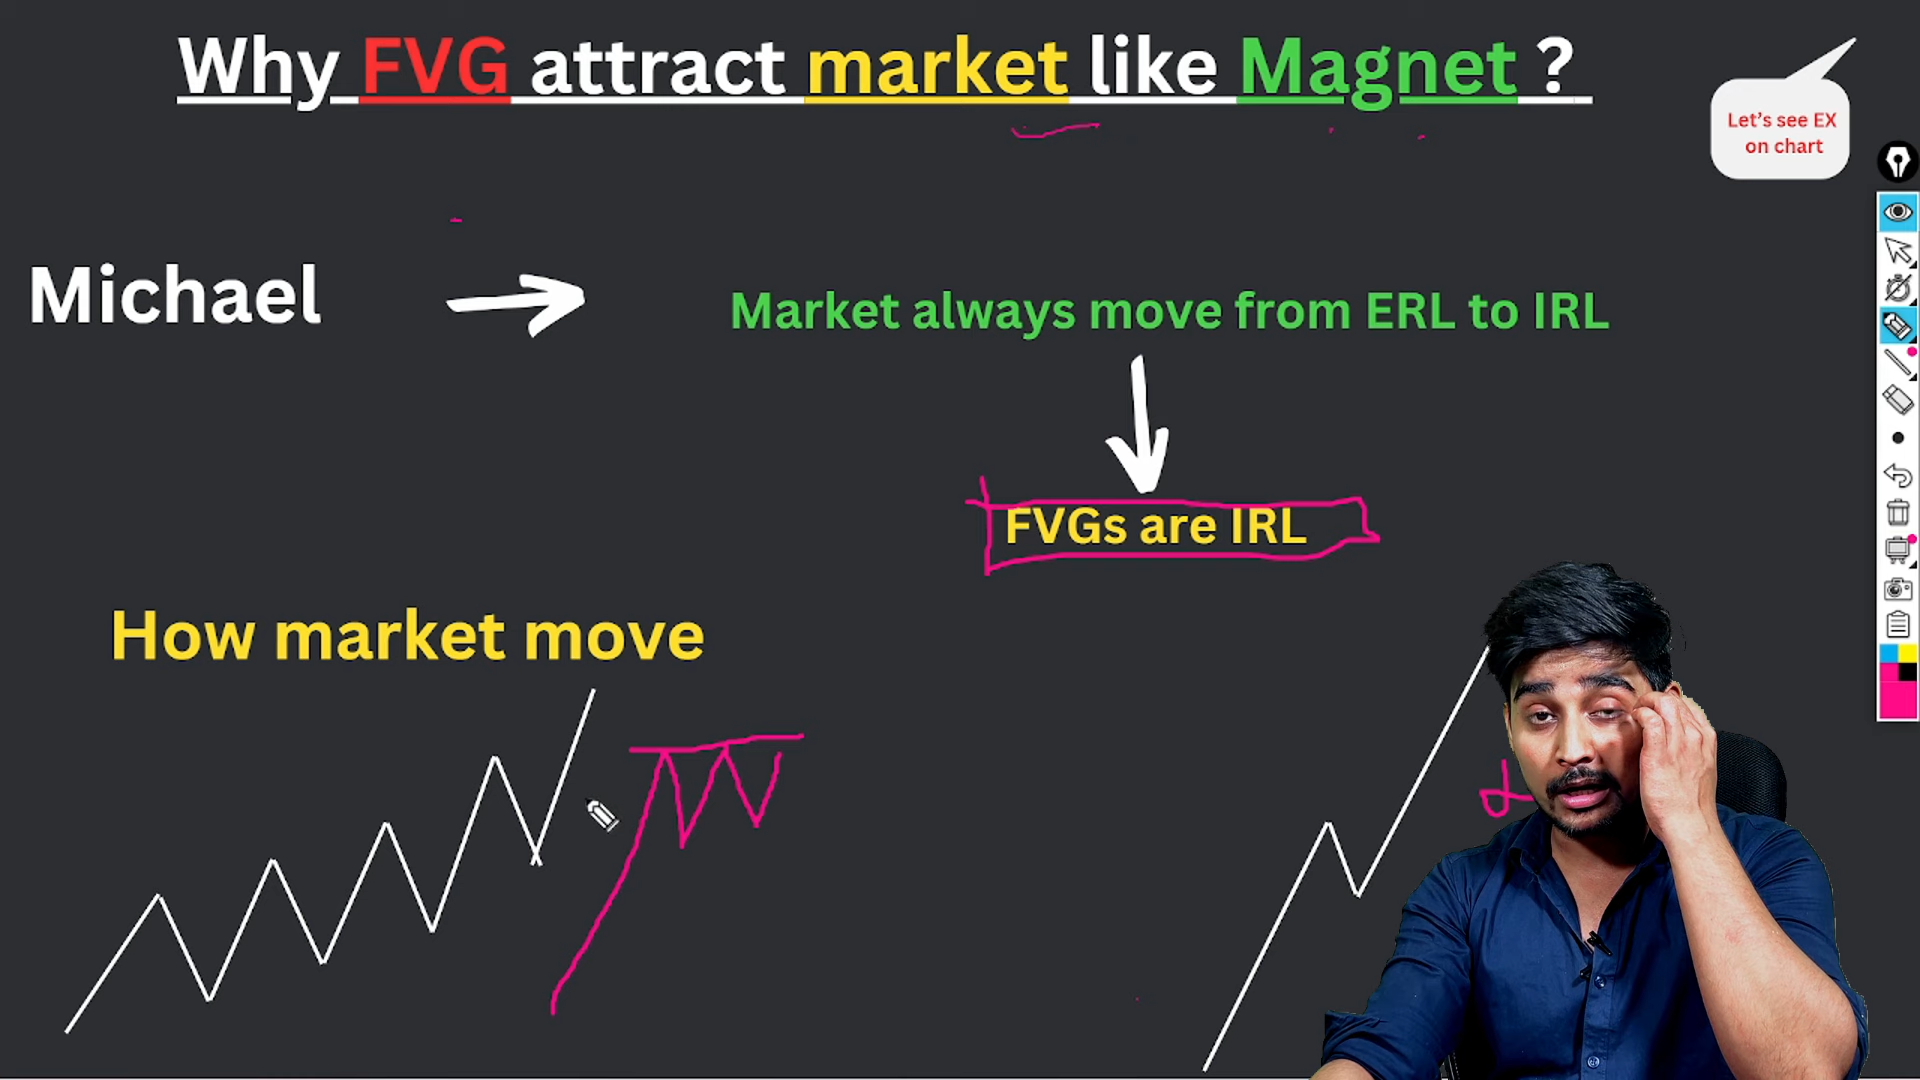 Why FVG attract market like Magnet ?
Let's see EX
on chart
Michael
Market always move from ERL to IRL
FVGs are IRL
How market move